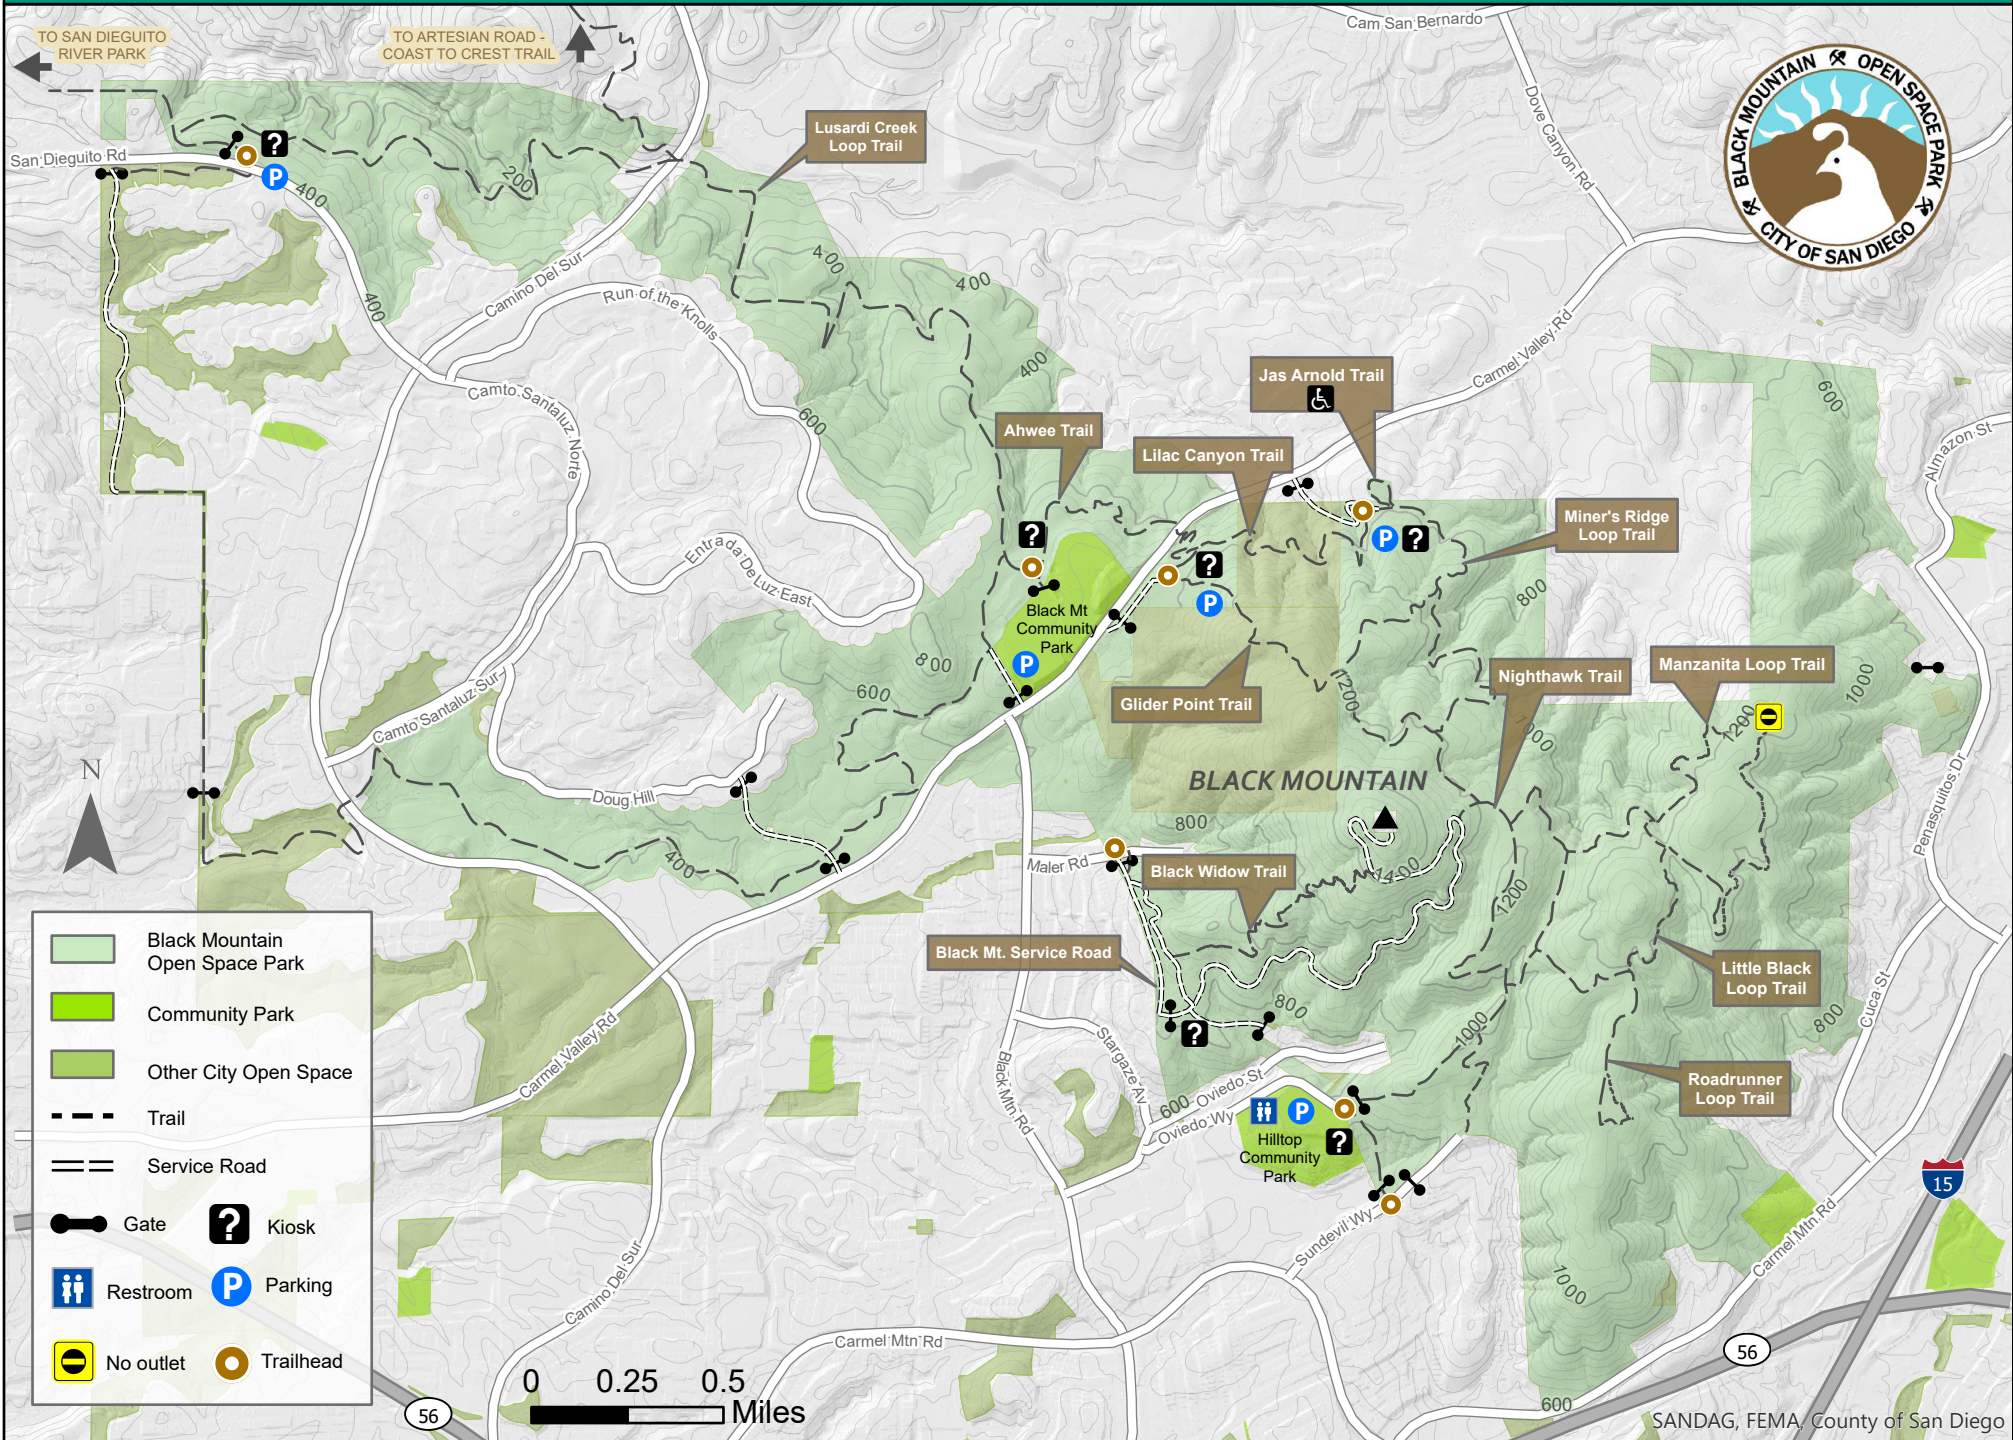 TO SAN DIEGUITO
RIVER PARK
TO ARTESIAN ROAD -
COAST TO CREST TRAIL
Cam San Bernardo
BLACK MOUNTAIN OPEN SPACE PARK
CITY OF SAN DIEGO
Dove Canyon Rd
Lusardi Creek
Loop Trail
San Dieguito Rd
200
400
400
400
400
400
Camino Del Sur
Run of the Knolls
Carmel Valley Rd
600
Jas Arnold Trail
Camto Santaluz Norte
600
Ahwee Trail
Lilac Canyon Trail
Almazon St
Miner's Ridge
Loop Trail
Entrada De Luz East
800
Black Mt
Community
Park
800
600
Nighthawk Trail
Manzanita Loop Trail
1000
Glider Point Trail
1200
1000
1200
Camto Santaluz Sur
N
BLACK MOUNTAIN
Doug Hill
800
Penasquitos Dr
Maler Rd
Black Widow Trail
400
1400
1200
Black Mt. Service Road
Little Black
Loop Trail
Cuca St
800
800
1000
Black Mountain
Open Space Park
Community Park
Other City Open Space
Trail
Service Road
Gate
Kiosk
Restroom
P
Parking
No outlet
Trailhead
Carmel Valley Rd
Black Mtn Rd
Stargaze Av
600
Oviedo St
Oviedo Wy
Roadrunner
Loop Trail
Hilltop
Community
Park
15
Sundevil Wy
Carmel Mtn Rd
Camino Del Sur
1000
Carmel Mtn Rd
56
56
0 0.25 0.5
Miles
600
SANDAG, FEMA, County of San Diego